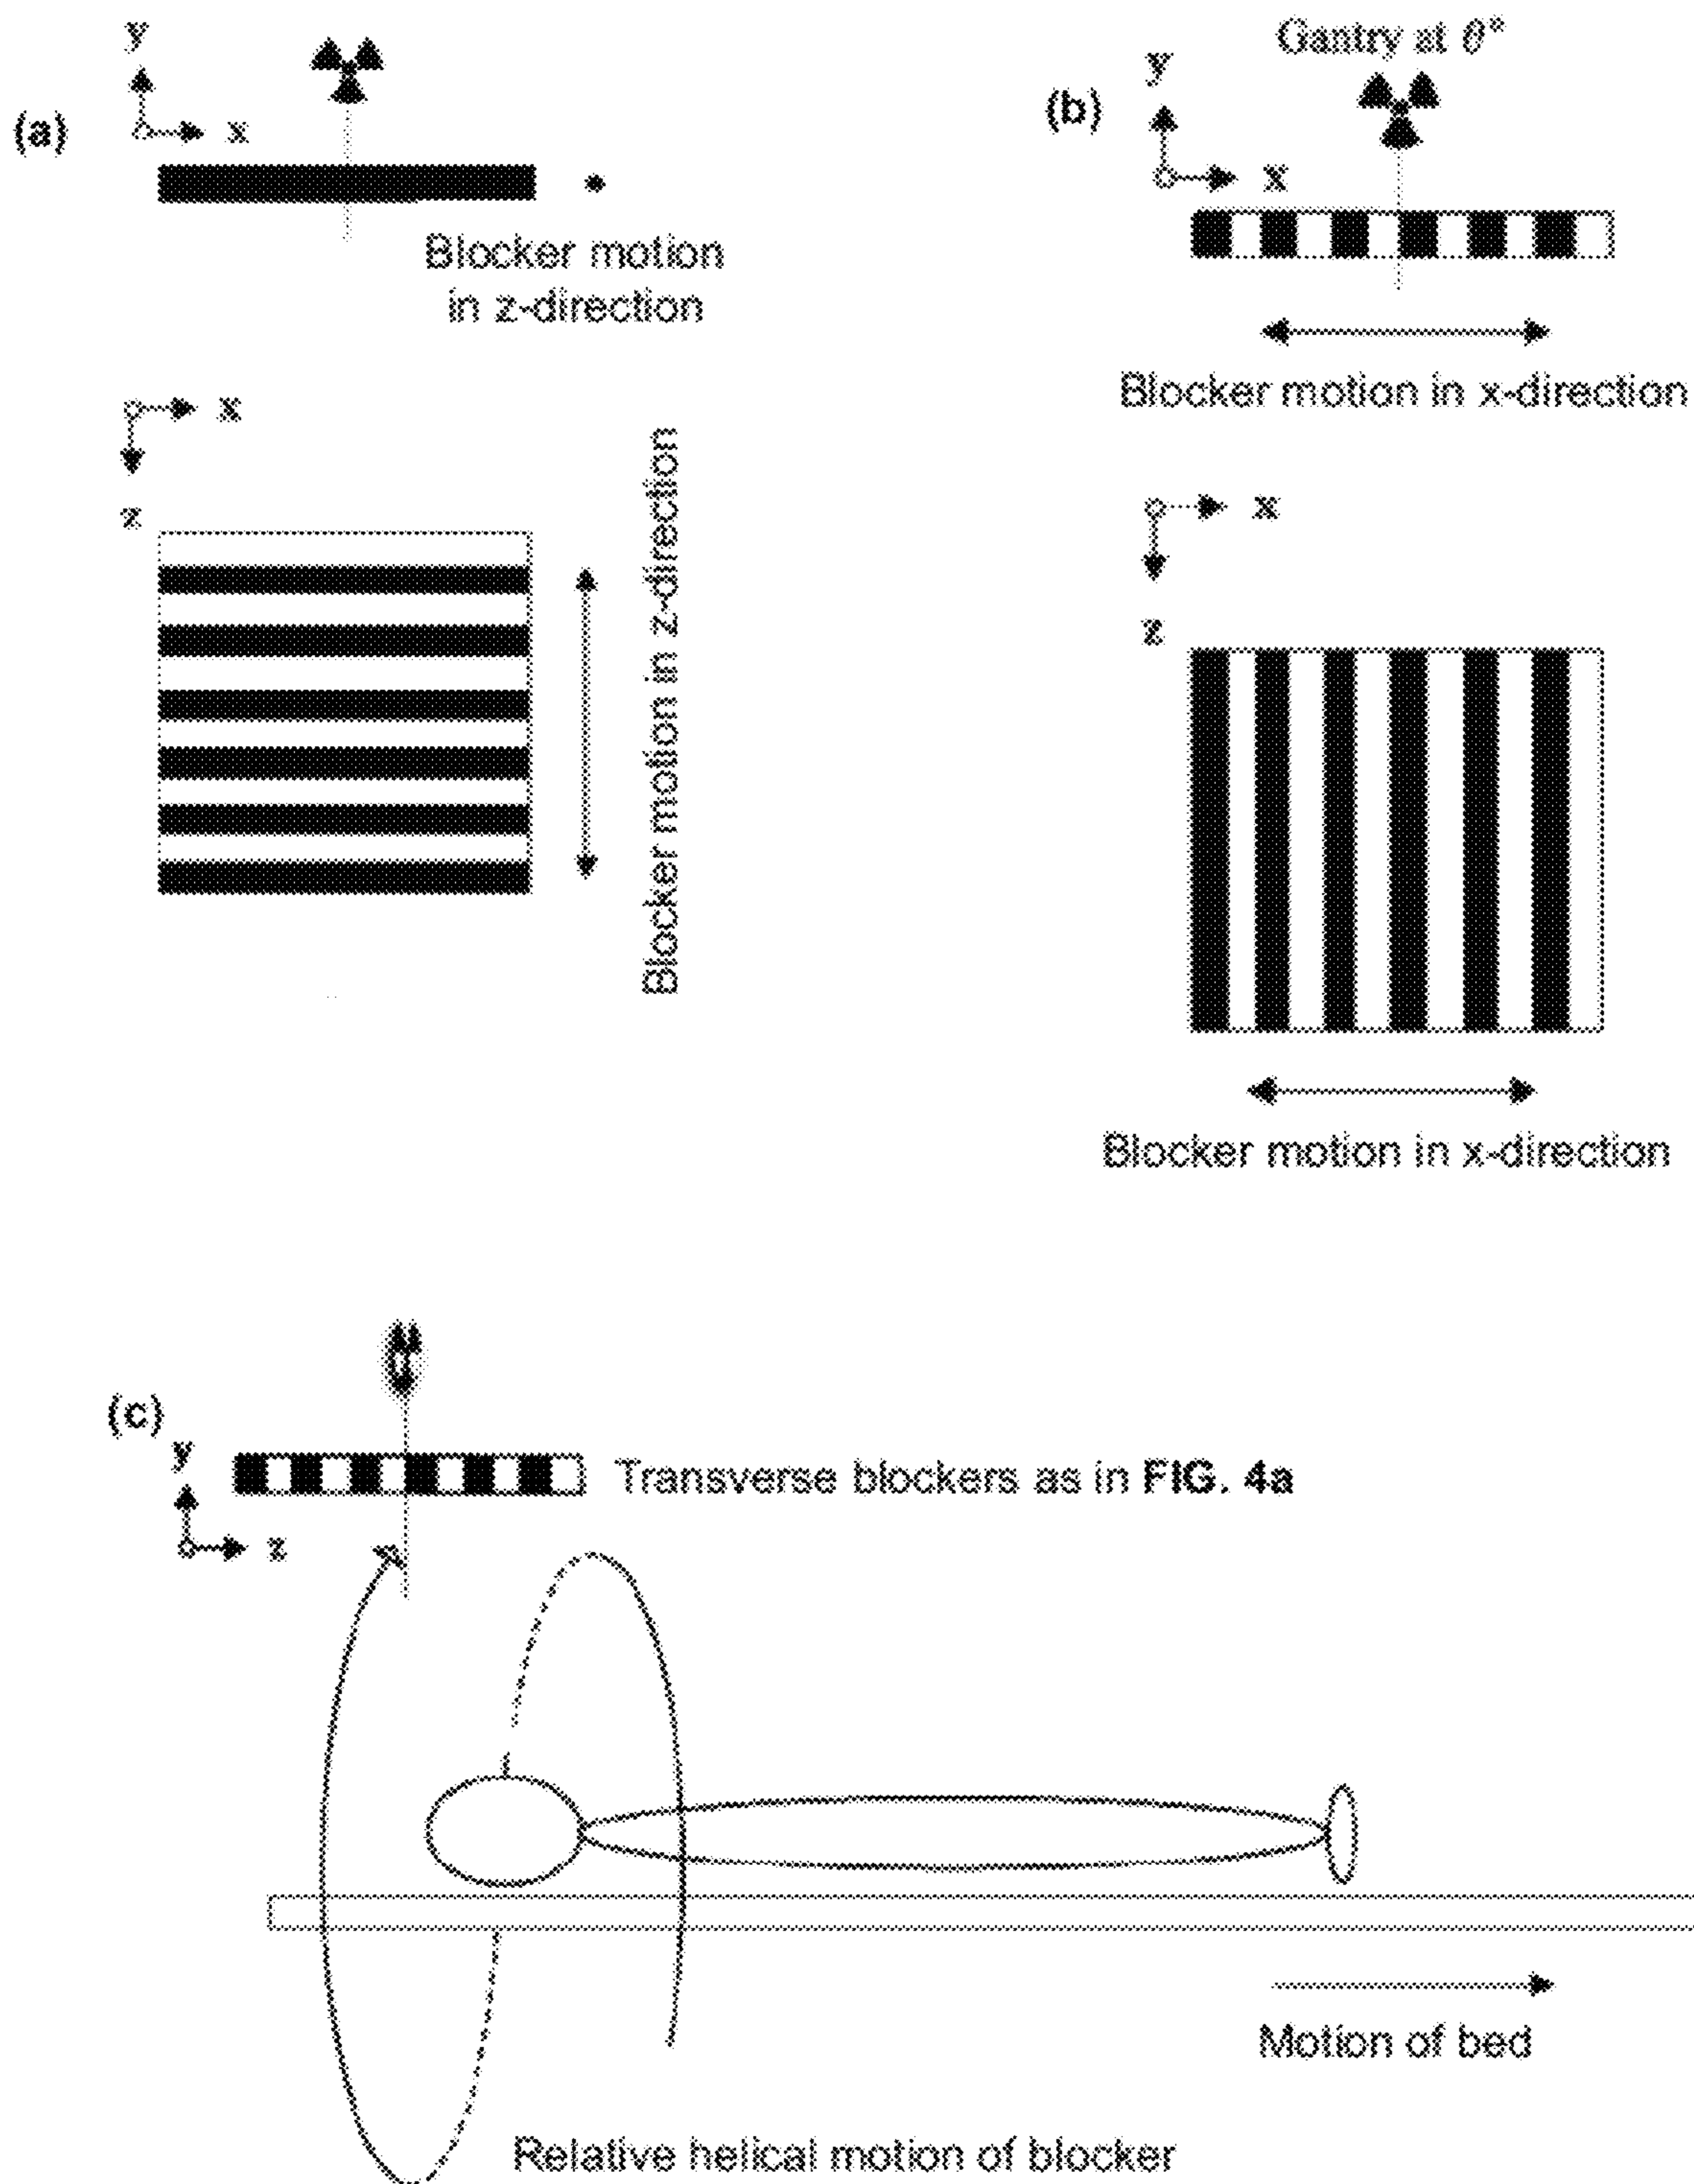 (a)
y
x
Blocker motion
in z-direction
x
z
Blocker motion in z-direction
(b)
Gantry at 0°
y
x
Blocker motion in x-direction
x
z
Blocker motion in x-direction
(c)
y
z
Transverse blockers as in FIG. 4a
Motion of bed
Relative helical motion of blocker